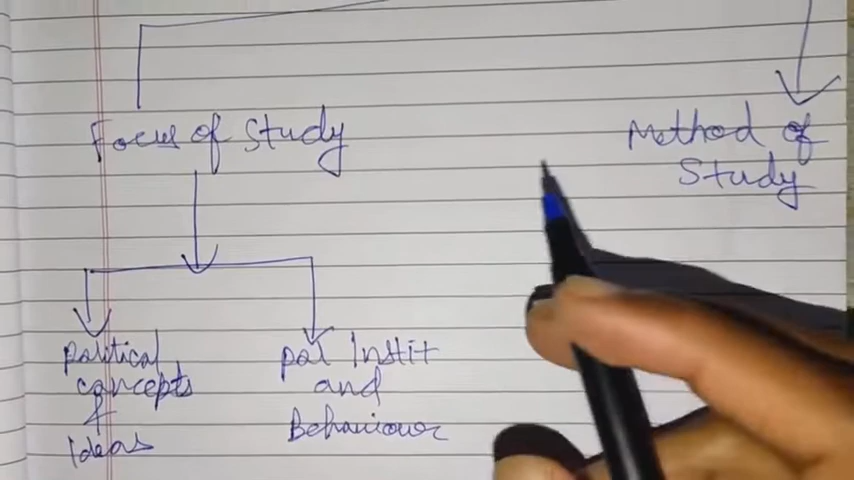 Focus of Study
Method of
Study
Political
concepts
&
Ideas
pol Instit
and
Behaviour